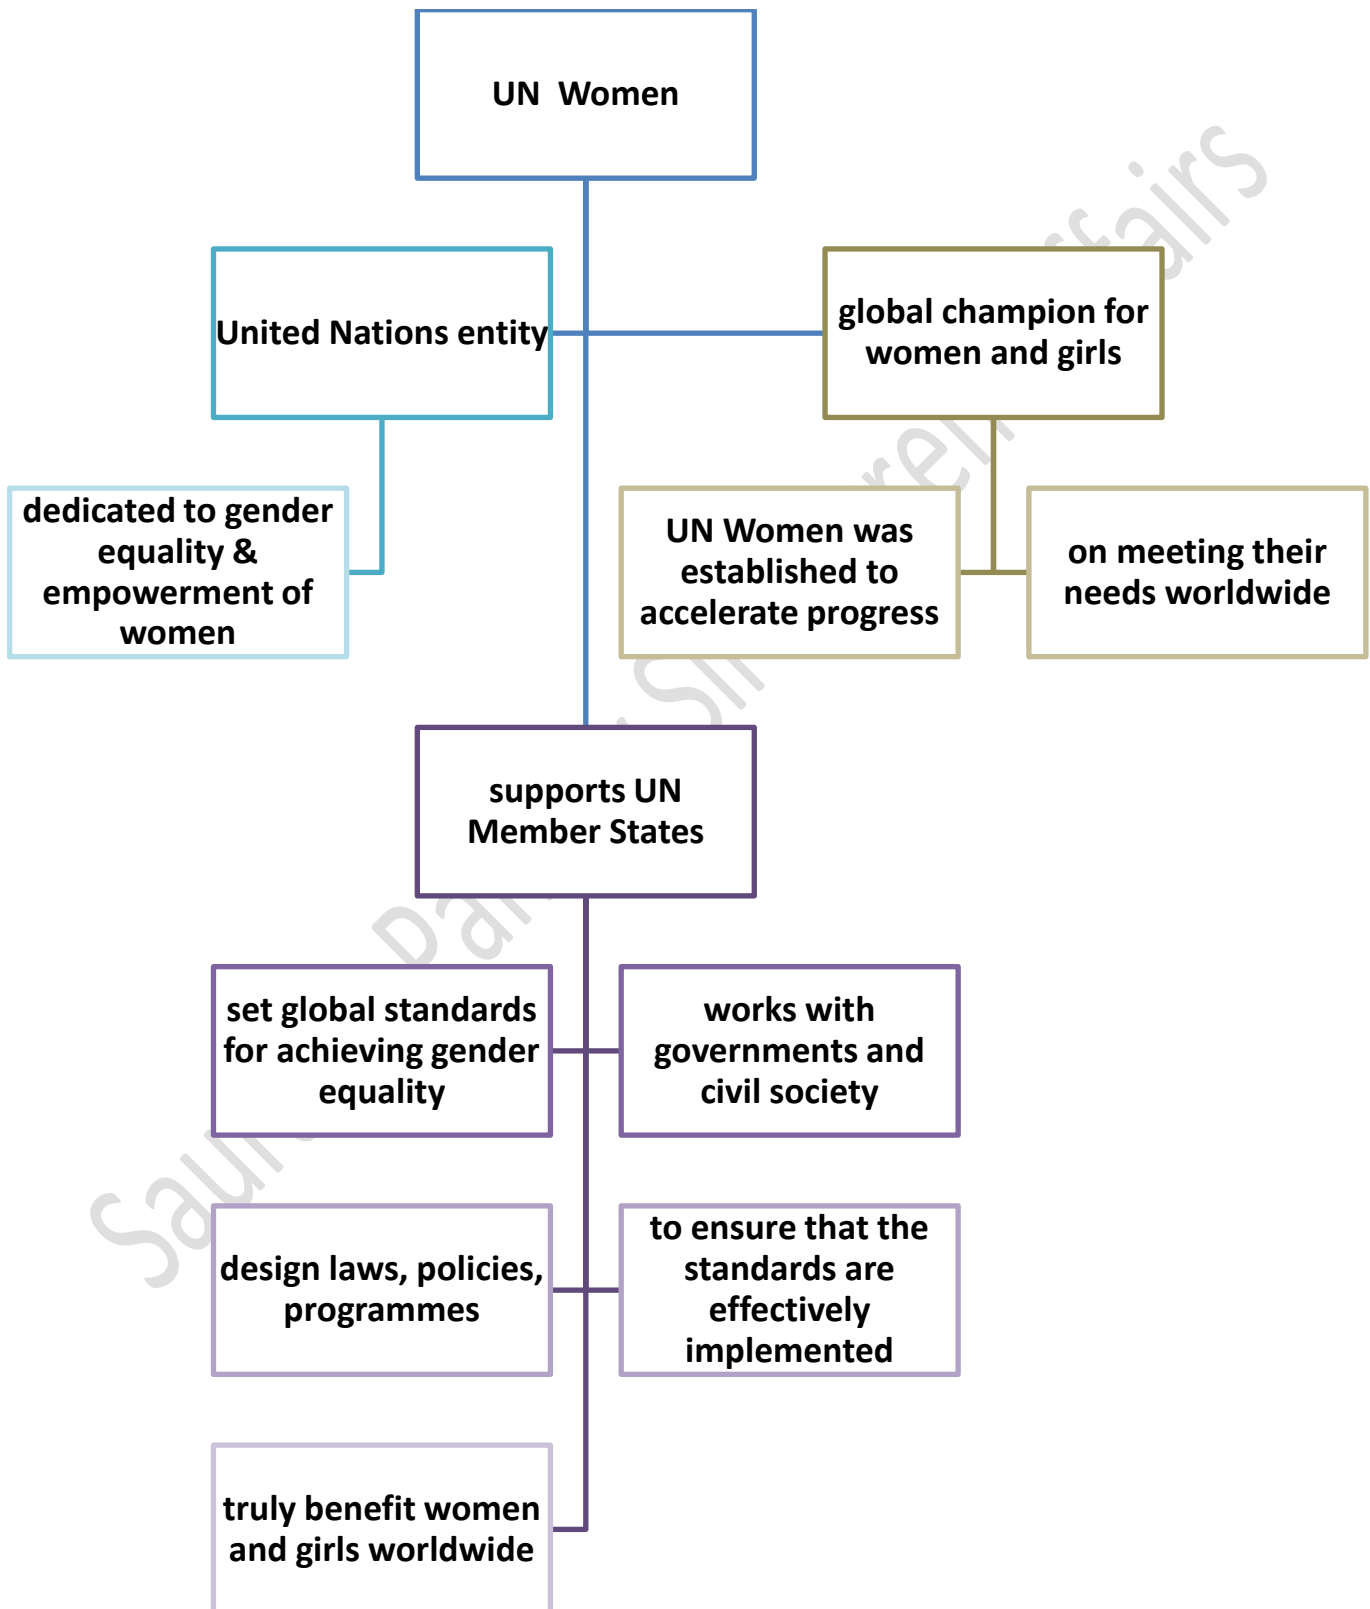 UN Women
United Nations entity
global champion for
women and girls
dedicated to gender
equality &
empowerment of
women
UN Women was
established to
accelerate progress
on meeting their
needs worldwide
supports UN
Member States
set global standards
for achieving gender
equality
works with
governments and
civil society
design laws, policies,
programmes
to ensure that the
standards are
effectively
implemented
truly benefit women
and girls worldwide